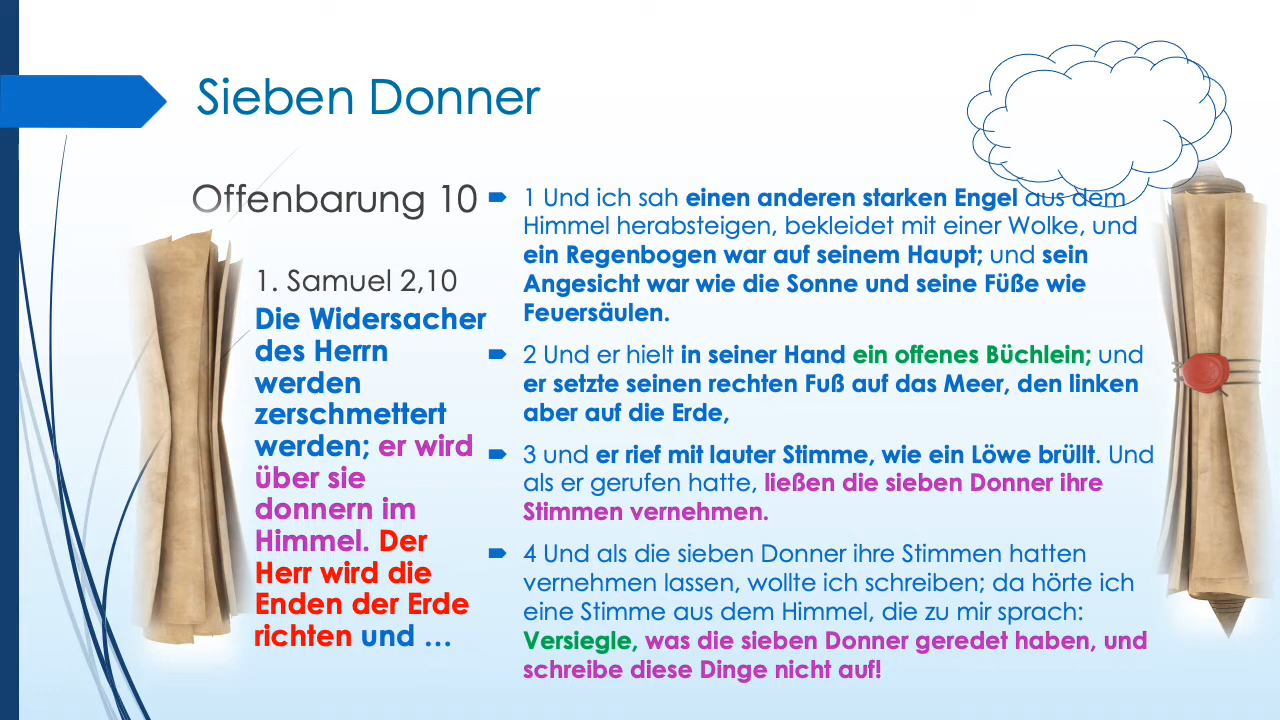 Sieben Donner
Offenbarung 10
1. Samuel 2,10
Die Widersacher
des Herrn
werden
zerschmettert
werden; er wird
über sie
donnern im
Himmel. Der
Herr wird die
Enden der Erde
richten und …
1 Und ich sah einen anderen starken Engel aus dem
Himmel herabsteigen, bekleidet mit einer Wolke, und
ein Regenbogen war auf seinem Haupt; und sein
Angesicht war wie die Sonne und seine Füße wie
Feuersäulen.
2 Und er hielt in seiner Hand ein offenes Büchlein; und
er setzte seinen rechten Fuß auf das Meer, den linken
aber auf die Erde,
3 und er rief mit lauter Stimme, wie ein Löwe brüllt. Und
als er gerufen hatte, ließen die sieben Donner ihre
Stimmen vernehmen.
4 Und als die sieben Donner ihre Stimmen hatten
vernehmen lassen, wollte ich schreiben; da hörte ich
eine Stimme aus dem Himmel, die zu mir sprach:
Versiegle, was die sieben Donner geredet haben, und
schreibe diese Dinge nicht auf!